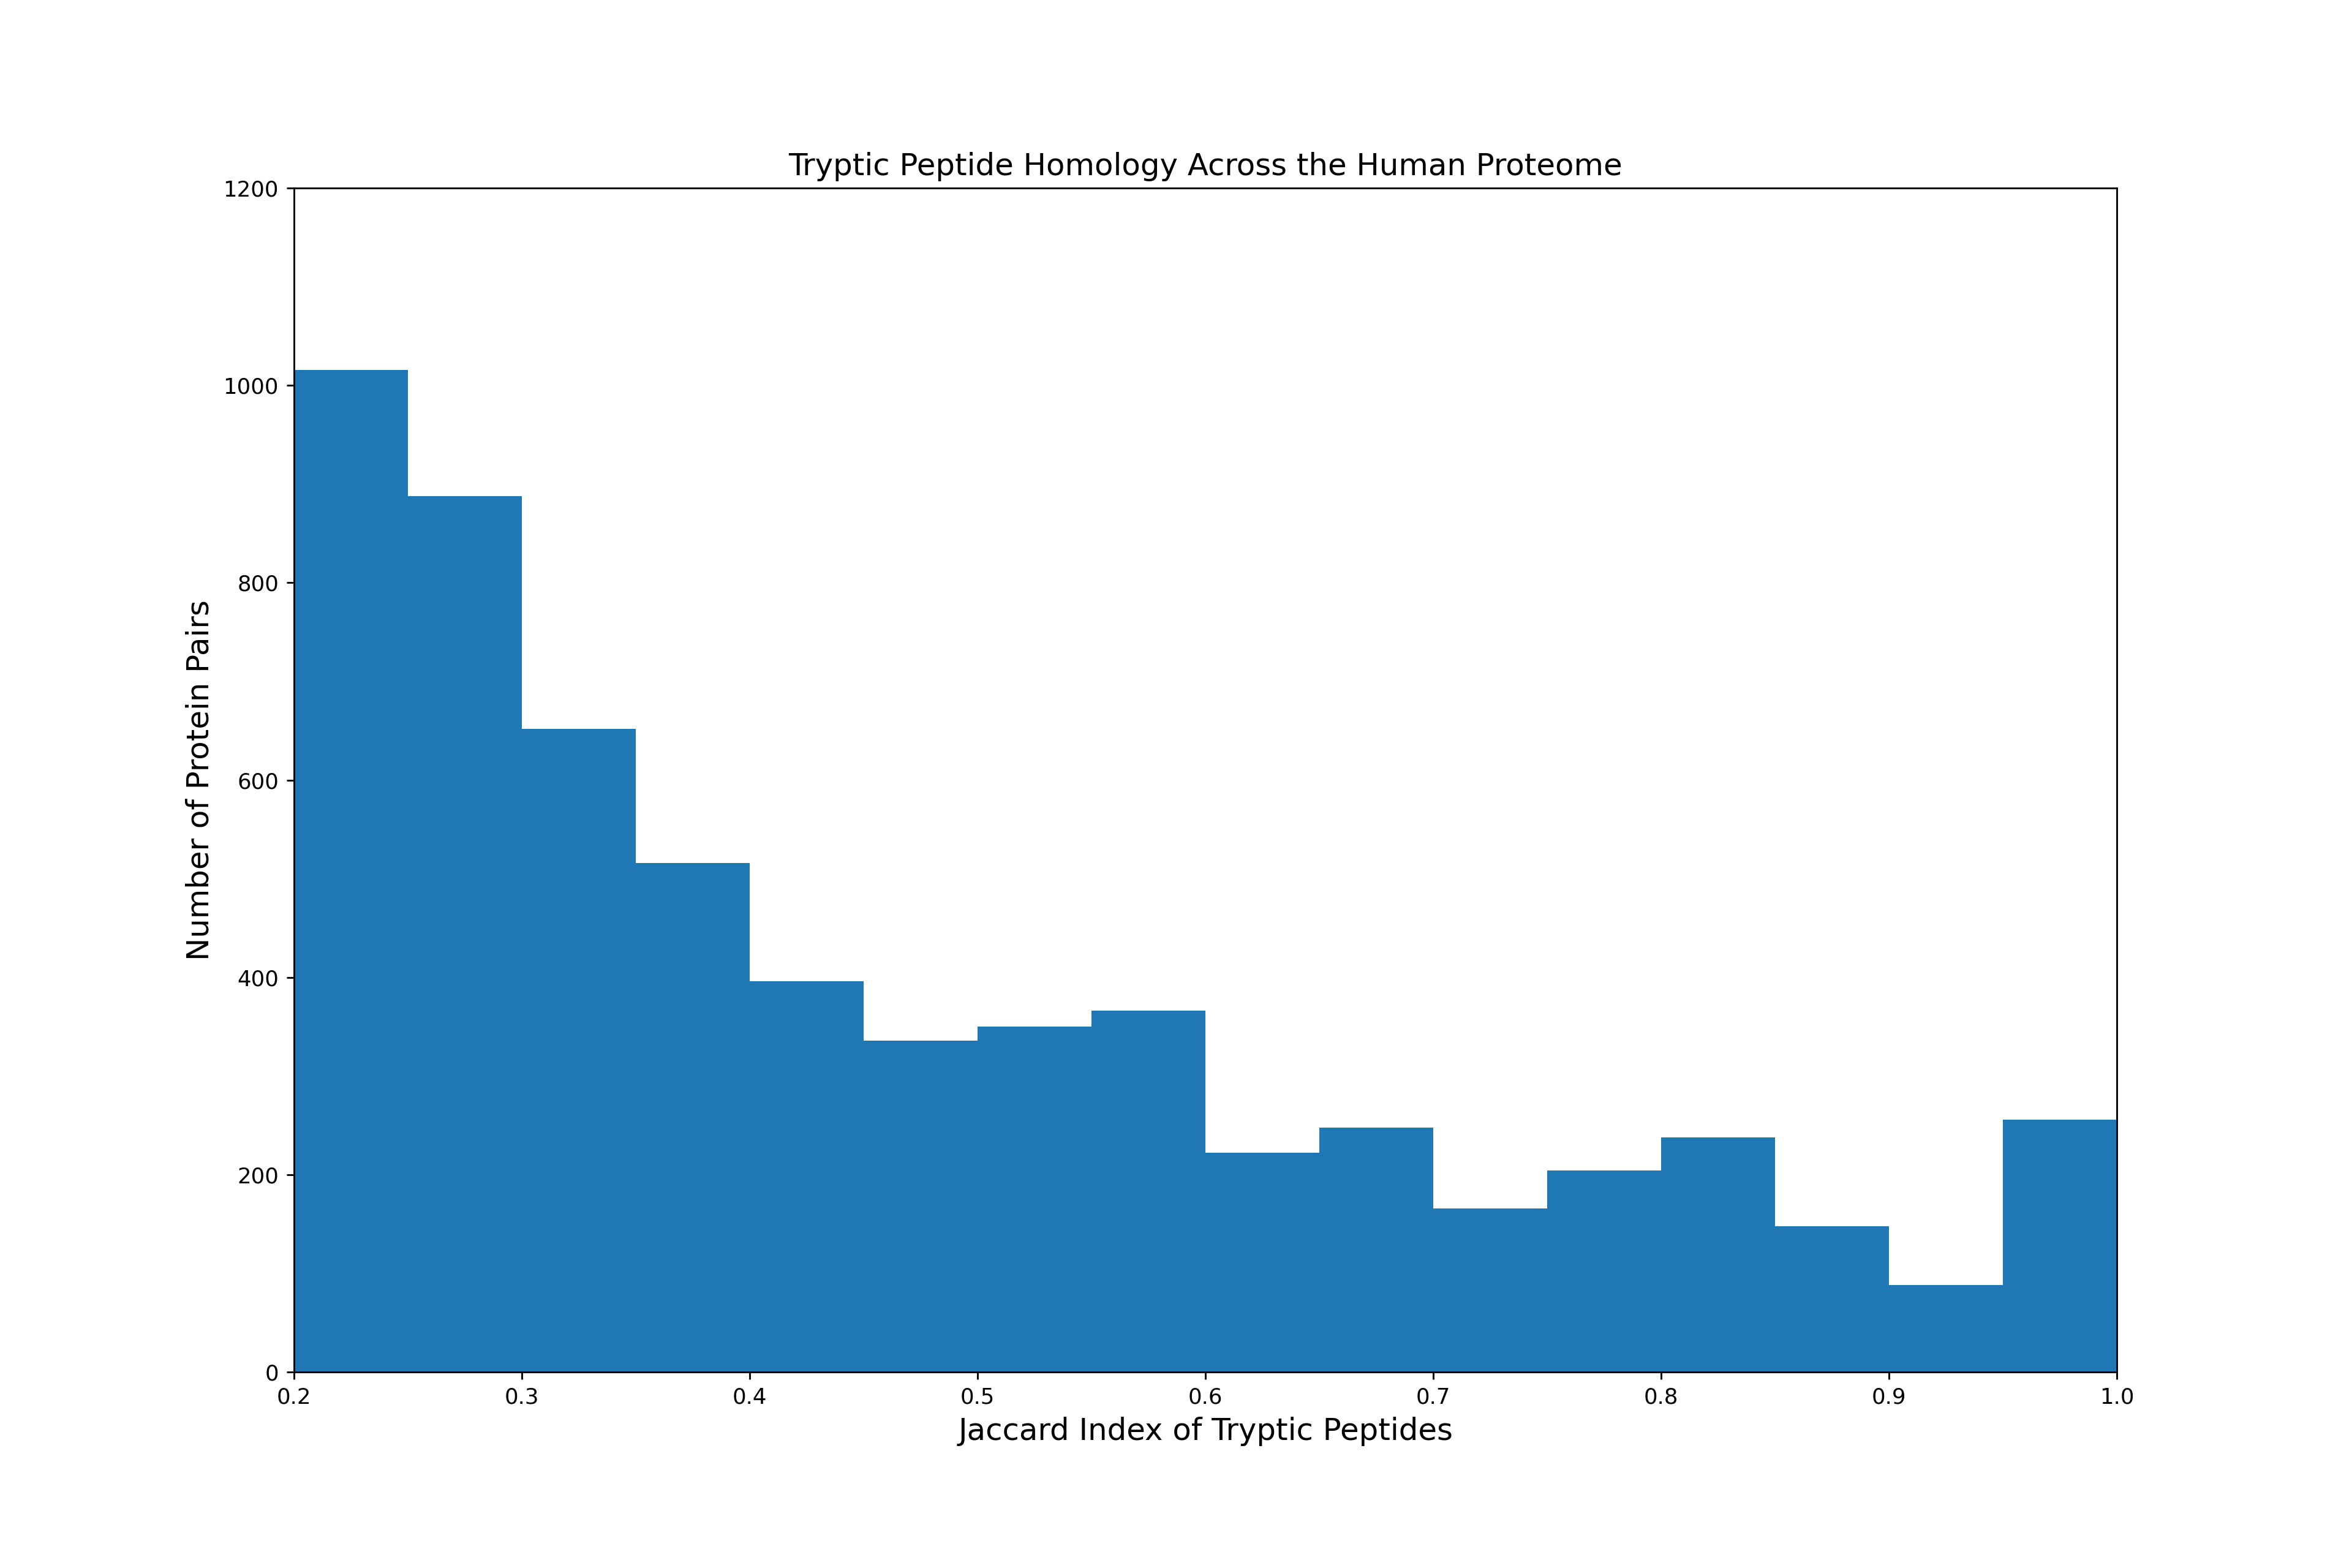 Tryptic Peptide Homology Across the Human Proteome
1200
1000
800
600
400
200
0
Number of Protein Pairs
0.2 0.3 0.4 0.5 0.6 0.7 0.8 0.9 1.0
Jaccard Index of Tryptic Peptides